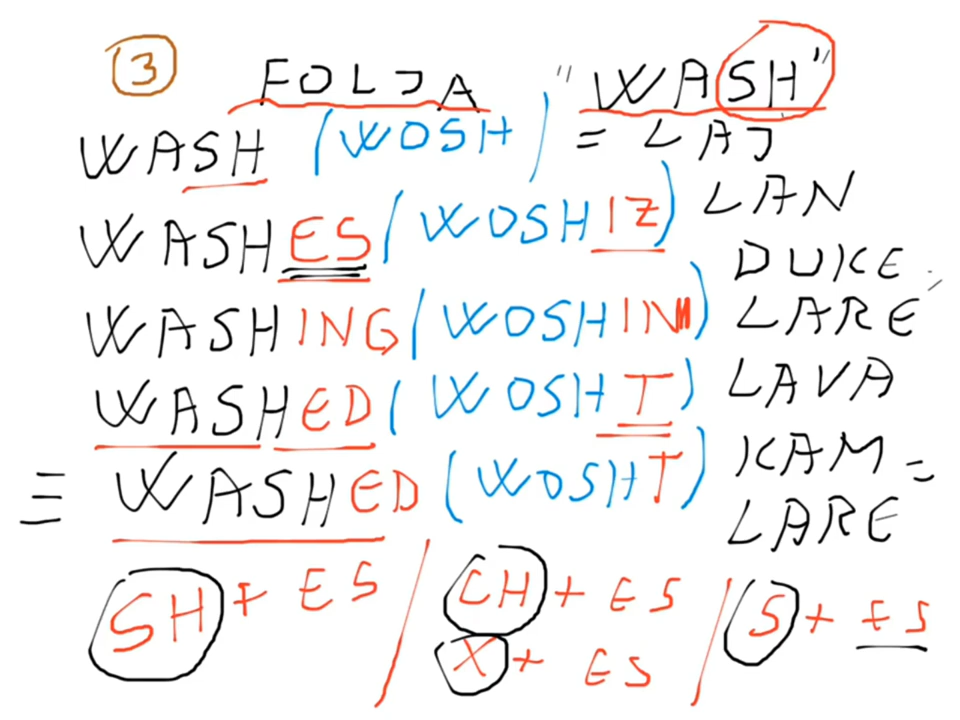 3 FOLJA "WASH"
WASH (WOSH) = LAJ
WASHES (WOSHIZ) LAN
WASHING (WOSHIN) DUKE LARE
WASHED (WOSHT) LAVA
= WASHED (WOSHT) KAM = LARE
SH + ES / CH + ES / S + ES
X + ES